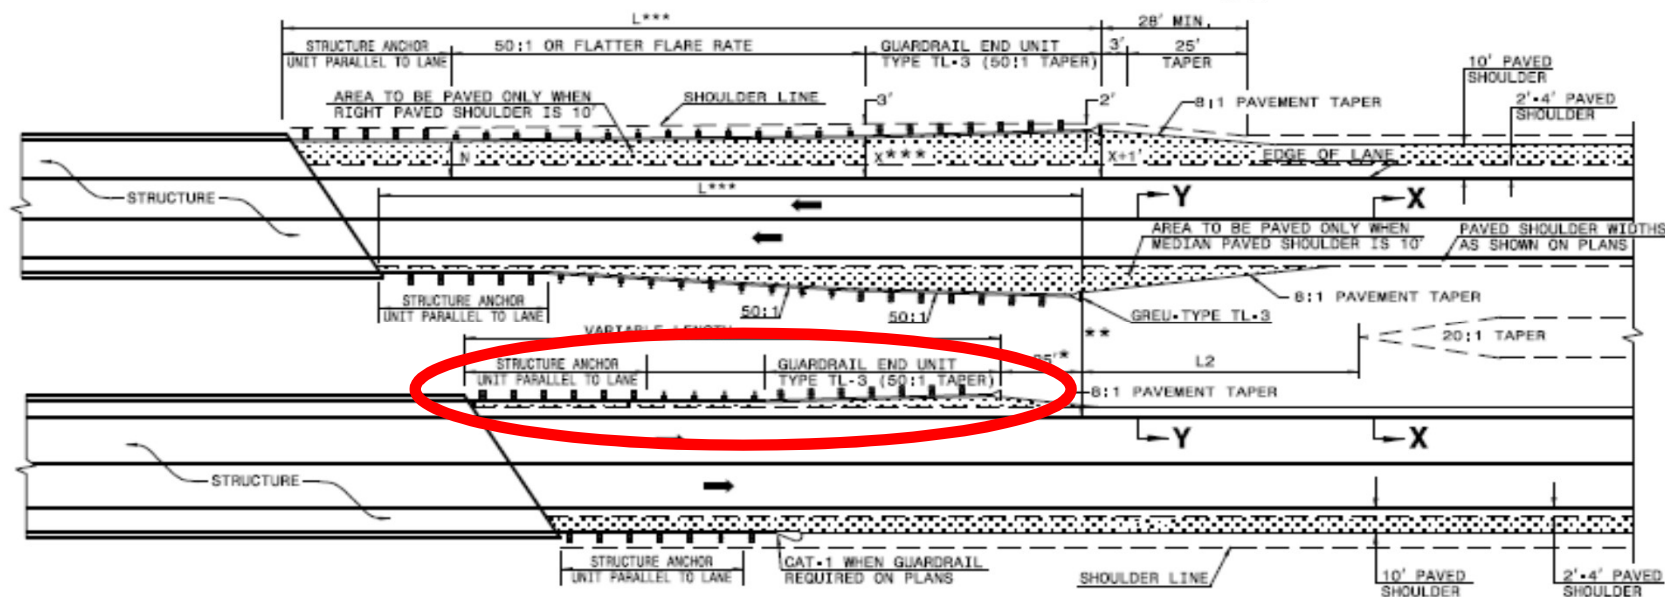 L***
28' MIN.
STRUCTURE ANCHOR
UNIT PARALLEL TO LANE
50:1 OR FLATTER FLARE RATE
GUARDRAIL END UNIT
TYPE TL-3 (50:1 TAPER)
3'
25'
TAPER
10' PAVED
SHOULDER
AREA TO BE PAVED ONLY WHEN
RIGHT PAVED SHOULDER IS 10'
SHOULDER LINE
3'
2'
8:1 PAVEMENT TAPER
2'-4' PAVED
SHOULDER
N
X***
X+1'
EDGE OF LANE
L***
STRUCTURE
Y
X
AREA TO BE PAVED ONLY WHEN
MEDIAN PAVED SHOULDER IS 10'
PAVED SHOULDER WIDTHS
AS SHOWN ON PLANS
STRUCTURE ANCHOR
UNIT PARALLEL TO LANE
50:1
50:1
GREU-TYPE TL-3
8:1 PAVEMENT TAPER
VARIABLE LENGTH
**
20:1 TAPER
STRUCTURE ANCHOR
UNIT PARALLEL TO LANE
GUARDRAIL END UNIT
TYPE TL-3 (50:1 TAPER)
L2
8:1 PAVEMENT TAPER
Y
X
STRUCTURE
STRUCTURE ANCHOR
UNIT PARALLEL TO LANE
CAT-1 WHEN GUARDRAIL
REQUIRED ON PLANS
SHOULDER LINE
10' PAVED
SHOULDER
2'-4' PAVED
SHOULDER